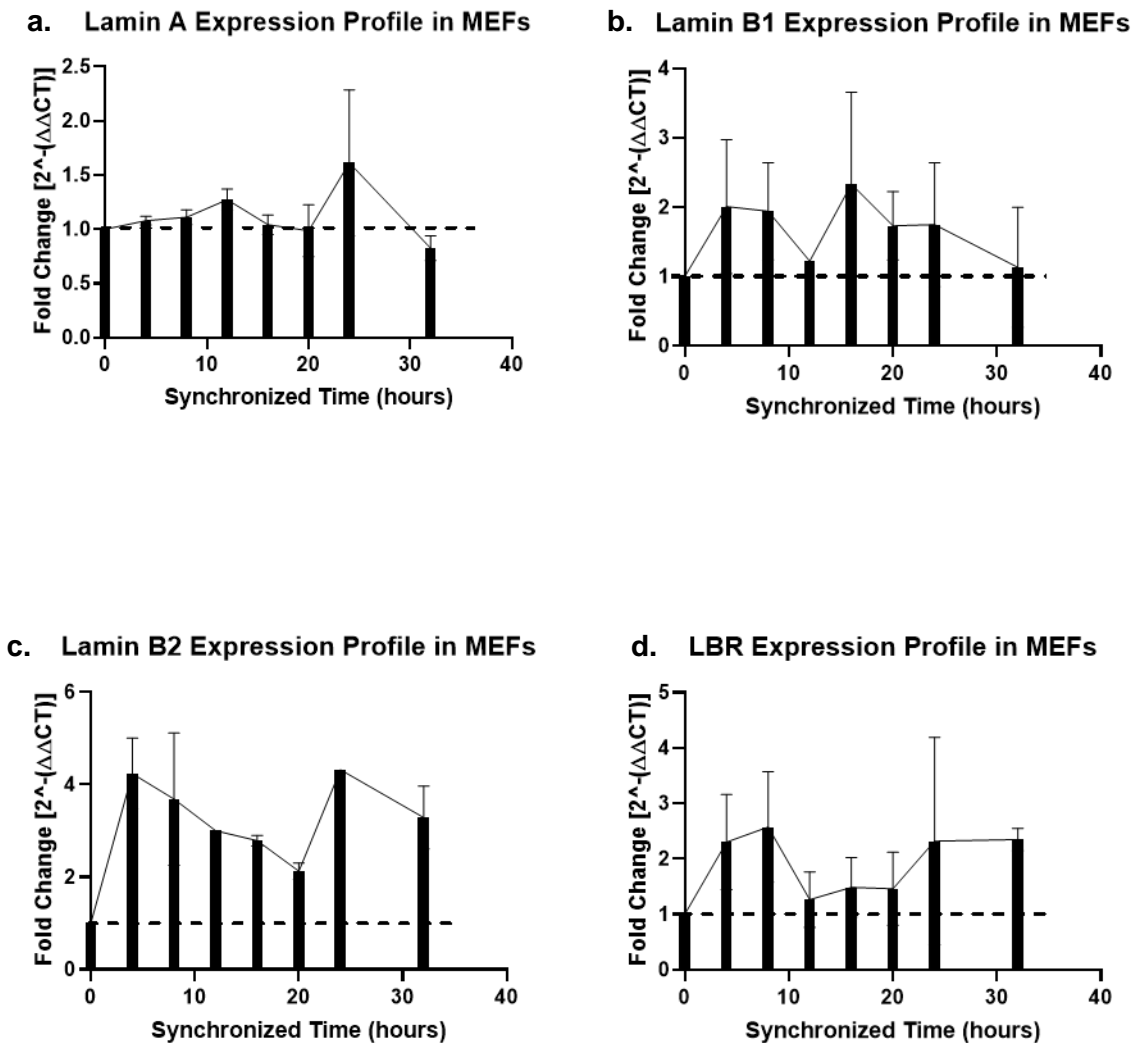 a. Lamin A Expression Profile in MEFs
Fold Change [2^-(ΔΔCT)]
2.5
2.0
1.5
1.0
0.5
0.0
0 10 20 30 40
Synchronized Time (hours)
b. Lamin B1 Expression Profile in MEFs
Fold Change [2^-(ΔΔCT)]
4
3
2
1
0
0 10 20 30 40
Synchronized Time (hours)
c. Lamin B2 Expression Profile in MEFs
Fold Change [2^-(ΔΔCT)]
6
4
2
0
0 10 20 30 40
Synchronized Time (hours)
d. LBR Expression Profile in MEFs
Fold Change [2^-(ΔΔCT)]
5
4
3
2
1
0
0 10 20 30 40
Synchronized Time (hours)